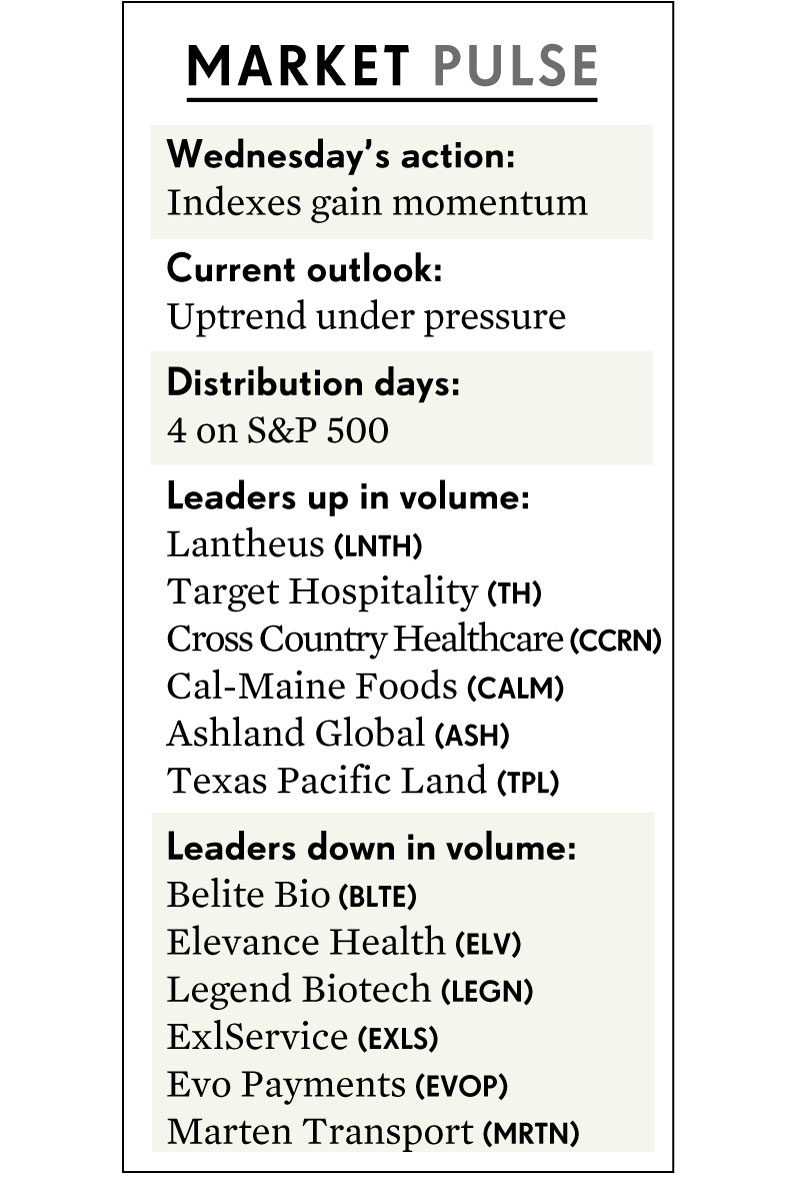 MARKET PULSE
Wednesday’s action:
Indexes gain momentum
Current outlook:
Uptrend under pressure
Distribution days:
4 on S&P 500
Leaders up in volume:
Lantheus (LNTH)
Target Hospitality (TH)
Cross Country Healthcare (CCRN)
Cal-Maine Foods (CALM)
Ashland Global (ASH)
Texas Pacific Land (TPL)
Leaders down in volume:
Belite Bio (BLTE)
Elevance Health (ELV)
Legend Biotech (LEGN)
ExlService (EXLS)
Evo Payments (EVOP)
Marten Transport (MRTN)